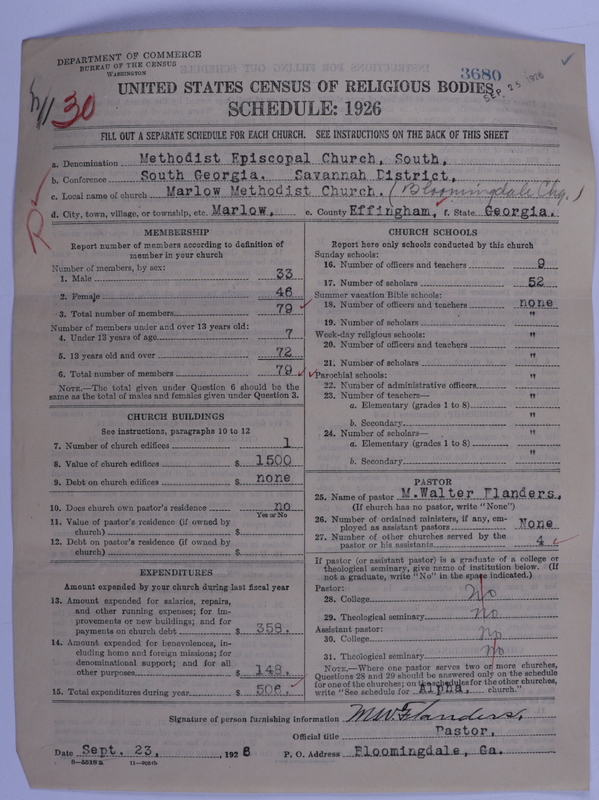 DEPARTMENT OF COMMERCE
BUREAU OF THE CENSUS
WASHINGTON
3680
SEP. 25 1926
30
UNITED STATES CENSUS OF RELIGIOUS BODIES
SCHEDULE: 1926
FILL OUT A SEPARATE SCHEDULE FOR EACH CHURCH. SEE INSTRUCTIONS ON THE BACK OF THIS SHEET
a. Denomination Methodist Episcopal Church, South,
b. Conference South Georgia. Savannah District,
c. Local name of church Marlow Methodist Church. (Bloomingdale Chg.)
d. City, town, village, or township, etc. Marlow, e. County Effingham, f. State Georgia.
MEMBERSHIP
Report number of members according to definition of
member in your church
Number of members, by sex:
1. Male 33
2. Female 46
3. Total number of members 79
Number of members under and over 13 years old:
4. Under 13 years of age 7
5. 13 years old and over 72
6. Total number of members 79
NOTE.—The total given under Question 6 should be
same as the total of males and females given under Question 3.
CHURCH BUILDINGS
See instructions, paragraphs 10 to 12
7. Number of church edifices 1
8. Value of church edifices $ 1500
9. Debt on church edifices $ none
10. Does church own pastor's residence no
Yes or No
11. Value of pastor's residence (if owned by
church) $
12. Debt on pastor's residence (if owned by
church) $
EXPENDITURES
Amount expended by your church during last fiscal year
13. Amount expended for salaries, repairs,
and other running expenses; for im-
provements or new buildings; and for
payments on church debt $ 358.
14. Amount expended for benevolences, in-
cluding home and foreign missions; for
denominational support; and for all
other purposes $ 148.
15. Total expenditures during year $ 506.
CHURCH SCHOOLS
Report here only schools conducted by this church
Sunday schools:
16. Number of officers and teachers 9
17. Number of scholars 52
Summer vacation Bible schools:
18. Number of officers and teachers none
19. Number of scholars "
Week-day religious schools:
20. Number of officers and teachers "
21. Number of scholars "
Parochial schools:
22. Number of administrative officers "
23. Number of teachers—
a. Elementary (grades 1 to 8) "
b. Secondary "
24. Number of scholars—
a. Elementary (grades 1 to 8) "
b. Secondary "
PASTOR
25. Name of pastor M. Walter Flanders,
(If church has no pastor, write "None")
26. Number of ordained ministers, if any, em-
ployed as assistant pastors None
27. Number of other churches served by the
pastor or his assistants 4
If pastor (or assistant pastor) is a graduate of a college or
theological seminary, give name of institution below. (If
not a graduate, write "No" in the space indicated.)
Pastor:
28. College No
29. Theological seminary No
Assistant pastor:
30. College No
31. Theological seminary No
NOTE.—Where one pastor serves two or more churches,
Questions 28 and 29 should be answered only on the schedule
for one of the churches; on the schedules for the other churches,
write "See schedule for Alpha, church."
Signature of person furnishing information M W Flanders,
Official title Pastor,
Date Sept. 23, 1926 P. O. Address Bloomingdale, Ga.
8—5518a 11—9054b